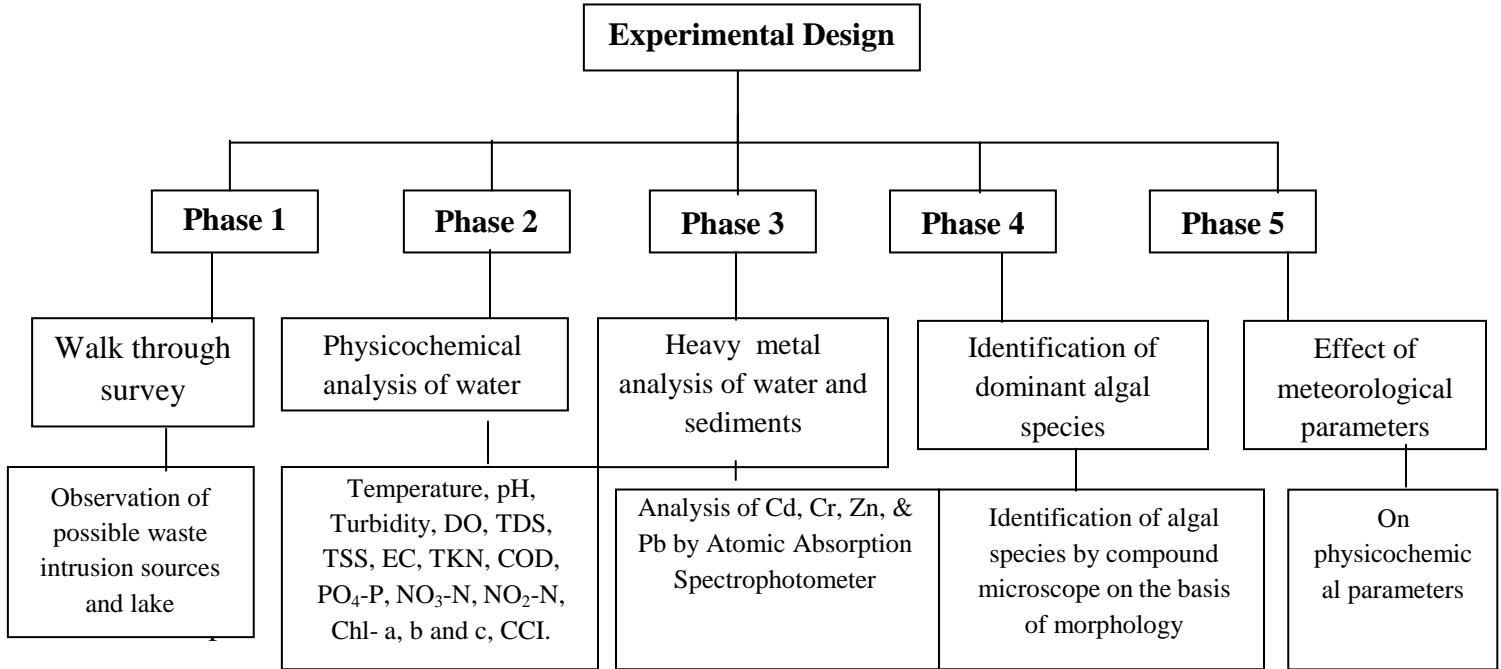 Experimental Design
Phase 1
Phase 2
Phase 3
Phase 4
Phase 5
Walk through
survey
Physicochemical
analysis of water
Heavy metal
analysis of water and
sediments
Identification of
dominant algal
species
Effect of
meteorological
parameters
Observation of
possible waste
intrusion sources
and lake
Temperature, pH,
Turbidity, DO, TDS,
TSS, EC, TKN, COD,
PO₄-P, NO₃-N, NO₂-N,
Chl- a, b and c, CCI.
Analysis of Cd, Cr, Zn, &
Pb by Atomic Absorption
Spectrophotometer
Identification of algal
species by compound
microscope on the basis
of morphology
On
physicochemic
al parameters